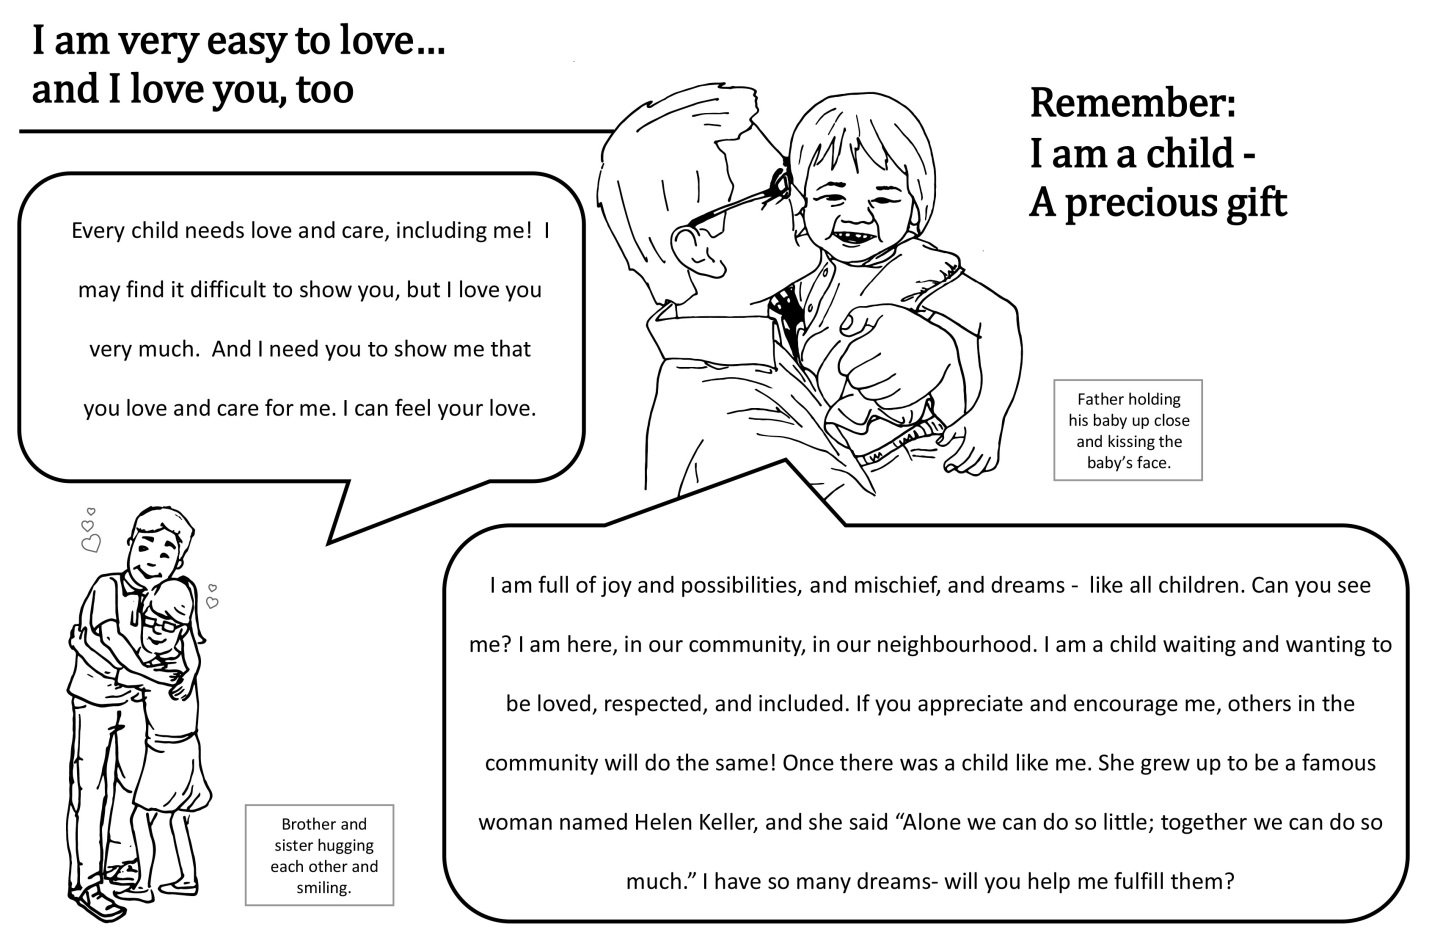 I am very easy to love…
and I love you, too
Every child needs love and care, including me!  I
may find it difficult to show you, but I love you
very much.  And I need you to show me that
you love and care for me. I can feel your love.
Brother and
sister hugging
each other and
smiling.
Remember:
I am a child -
A precious gift
Father holding
his baby up close
and kissing the
baby’s face.
I am full of joy and possibilities, and mischief, and dreams -  like all children. Can you see
me? I am here, in our community, in our neighbourhood. I am a child waiting and wanting to
be loved, respected, and included. If you appreciate and encourage me, others in the
community will do the same! Once there was a child like me. She grew up to be a famous
woman named Helen Keller, and she said “Alone we can do so little; together we can do so
much.” I have so many dreams- will you help me fulfill them?